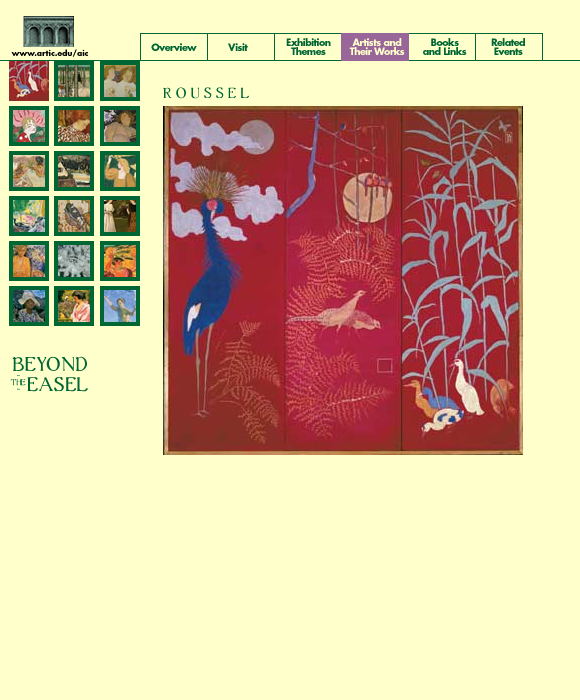 www.artic.edu/aic
Overview
Visit
Exhibition
Themes
Artists and
Their Works
Books
and Links
Related
Events
ROUSSEL
BEYOND
THE EASEL